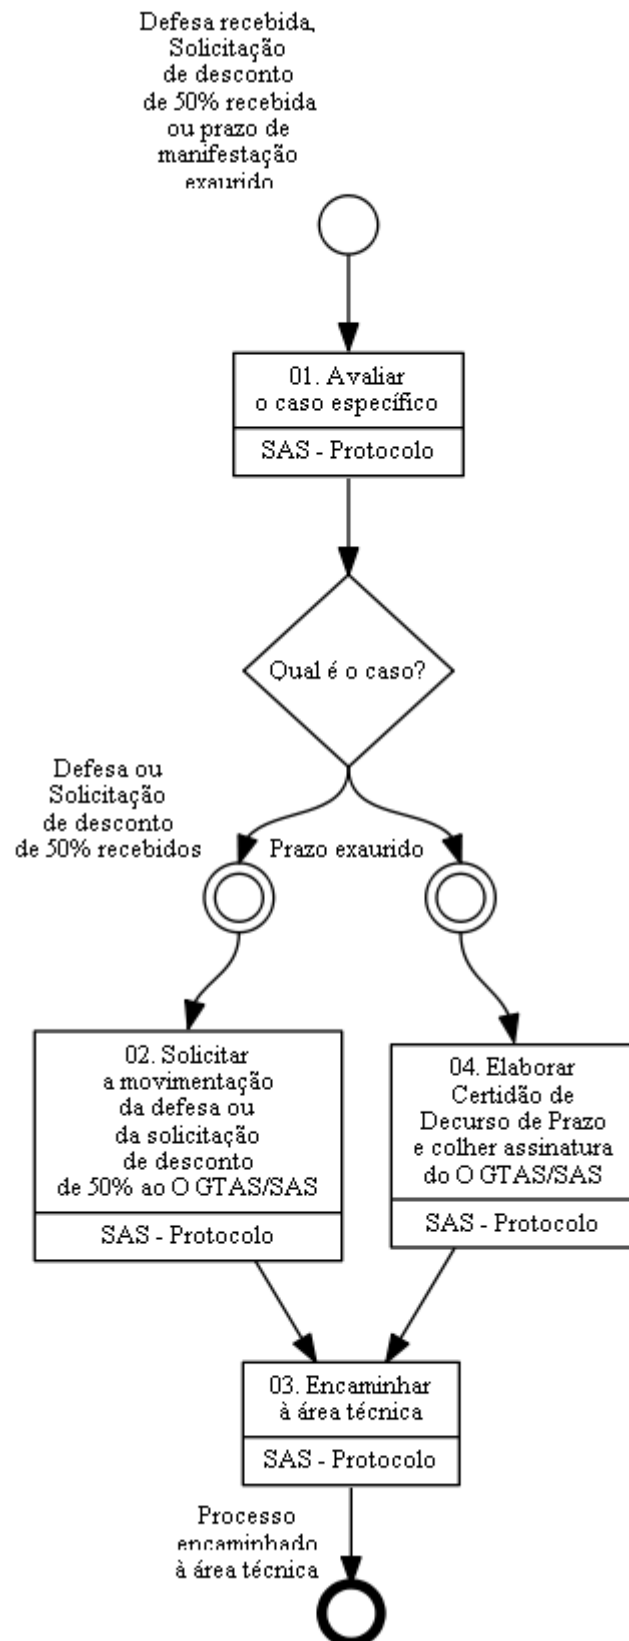 Defesa recebida,
Solicitação
de desconto
de 50% recebida
ou prazo de
manifestação
exaurido
01. Avaliar
o caso específico
SAS - Protocolo
Qual é o caso?
Defesa ou
Solicitação
de desconto
de 50% recebidos
Prazo exaurido
02. Solicitar
a movimentação
da defesa ou
da solicitação
de desconto
de 50% ao O GTAS/SAS
SAS - Protocolo
04. Elaborar
Certidão de
Decurso de Prazo
e colher assinatura
do O GTAS/SAS
SAS - Protocolo
03. Encaminhar
à área técnica
SAS - Protocolo
Processo
encaminhado
à área técnica